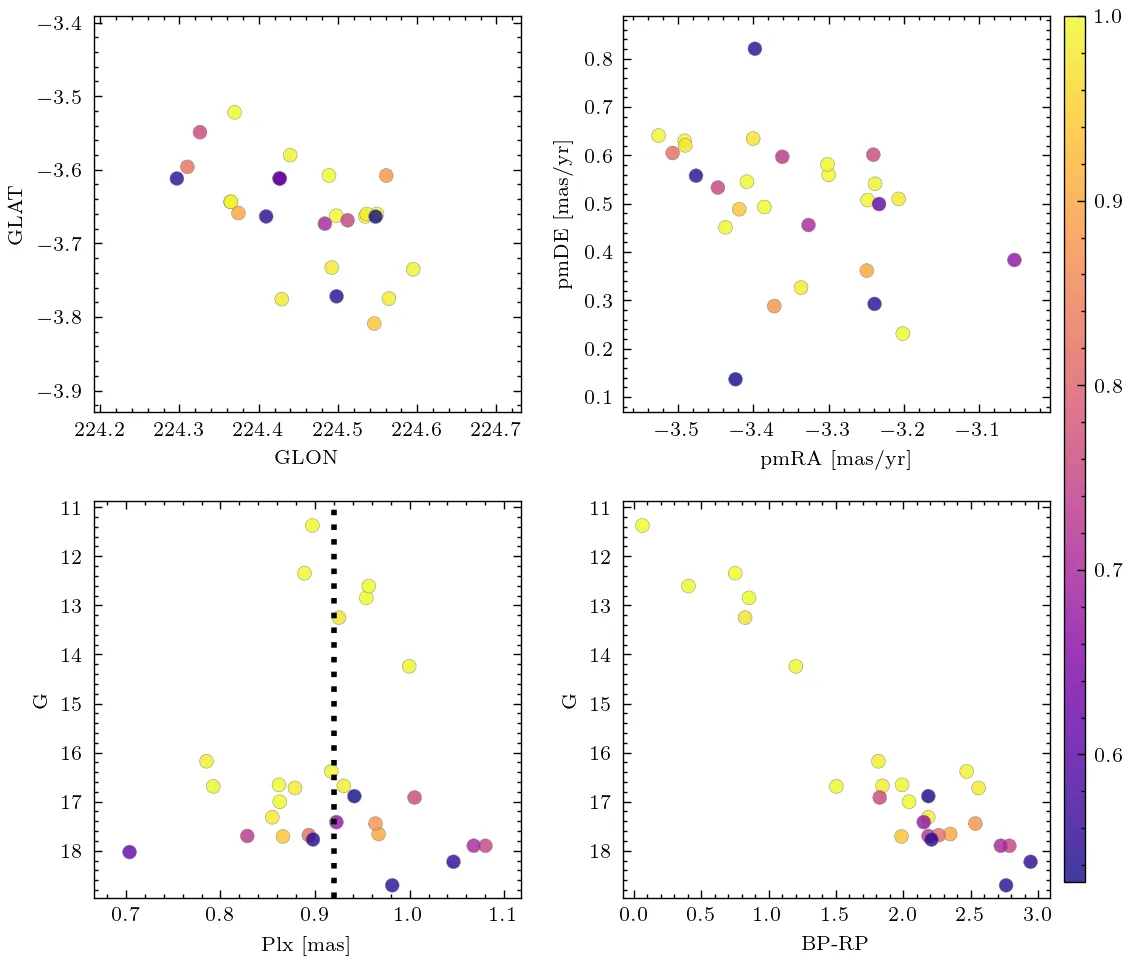 −3.4
−3.5
−3.6
−3.7
−3.8
−3.9
GLAT
224.2 224.3 224.4 224.5 224.6 224.7
GLON
0.8
0.7
0.6
0.5
0.4
0.3
0.2
0.1
pmDE [mas/yr]
−3.5 −3.4 −3.3 −3.2 −3.1
pmRA [mas/yr]
1.0
0.9
0.8
0.7
0.6
11
12
13
14
15
16
17
18
G
0.7 0.8 0.9 1.0 1.1
Plx [mas]
11
12
13
14
15
16
17
18
G
0.0 0.5 1.0 1.5 2.0 2.5 3.0
BP-RP